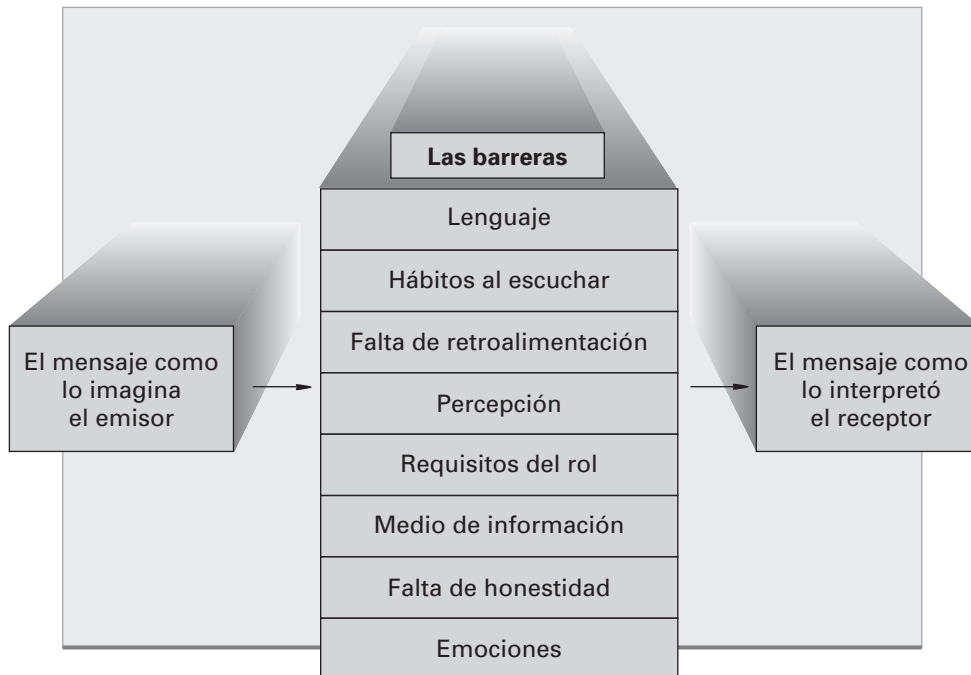 Las barreras
Lenguaje
Hábitos al escuchar
Falta de retroalimentación
Percepción
Requisitos del rol
Medio de información
Falta de honestidad
Emociones
El mensaje como
lo imagina
el emisor
El mensaje como
lo interpretó
el receptor